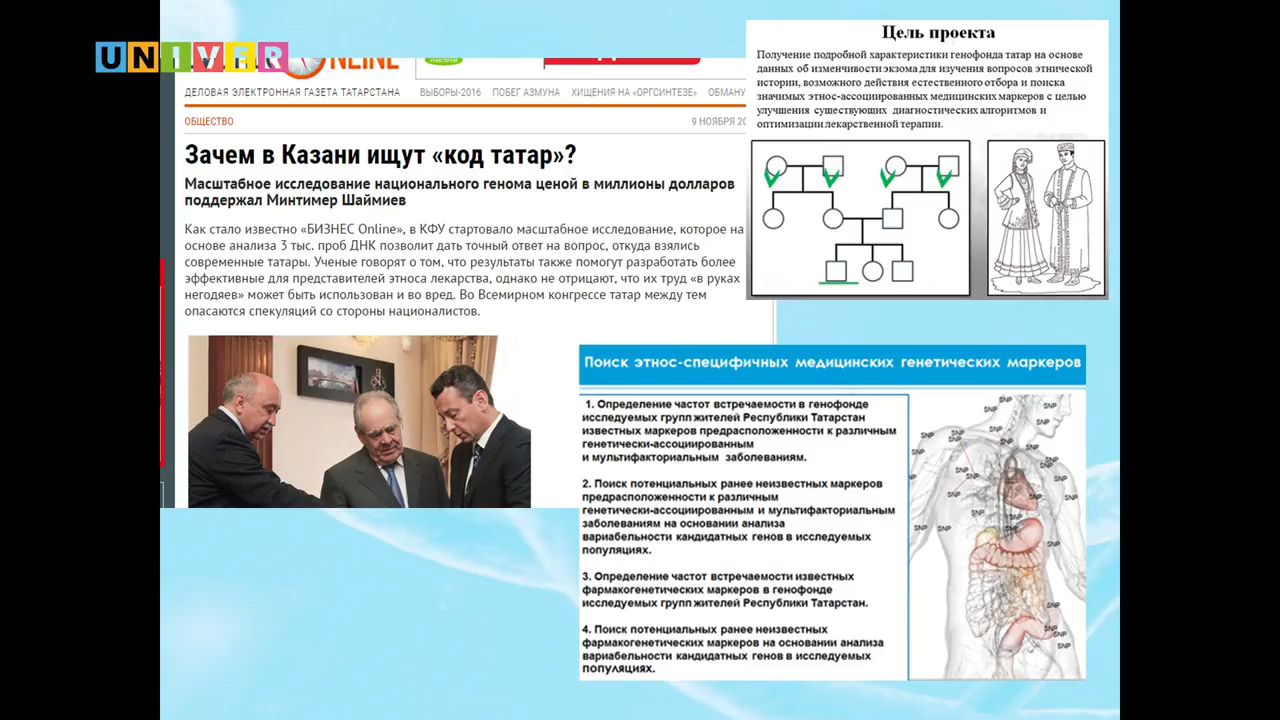 UNIVER
ДЕЛОВАЯ ЭЛЕКТРОННАЯ ГАЗЕТА ТАТАРСТАНА
ВЫБОРЫ-2016 ПОБЕГ АЗМУНА ХИЩЕНИЯ НА «ОРГСИНТЕЗЕ» ОБМАНУ
ОБЩЕСТВО
9 НОЯБРЯ 20
Зачем в Казани ищут «код татар»?
Масштабное исследование национального генома ценой в миллионы долларов
поддержал Минтимер Шаймиев
Как стало известно «БИЗНЕС Online», в КФУ стартовало масштабное исследование, которое на
основе анализа 3 тыс. проб ДНК позволит дать точный ответ на вопрос, откуда взялись
современные татары. Ученые говорят о том, что результаты также помогут разработать более
эффективные для представителей этноса лекарства, однако не отрицают, что их труд «в руках
негодяев» может быть использован и во вред. Во Всемирном конгрессе татар между тем
опасаются спекуляций со стороны националистов.
Цель проекта
Получение подробной характеристики генофонда татар на основе
данных об изменчивости экзома для изучения вопросов этнической
истории, возможного действия естественного отбора и поиска
значимых этнос-ассоциированных медицинских маркеров с целью
улучшения существующих диагностических алгоритмов и
оптимизации лекарственной терапии.
Поиск этнос-специфичных медицинских генетических маркеров
1. Определение частот встречаемости в генофонде
исследуемых групп жителей Республики Татарстан
известных маркеров предрасположенности к различным
генетически-ассоциированным
и мультифакториальным заболеваниям.
2. Поиск потенциальных ранее неизвестных маркеров
предрасположенности к различным
генетически-ассоциированным и мультифакториальным
заболеваниям на основании анализа
вариабельности кандидатных генов в исследуемых
популяциях.
3. Определение частот встречаемости известных
фармакогенетических маркеров в генофонде
исследуемых групп жителей Республики Татарстан.
4. Поиск потенциальных ранее неизвестных
фармакогенетических маркеров на основании анализа
вариабельности кандидатных генов в исследуемых
популяциях.
SNP SNP SNP